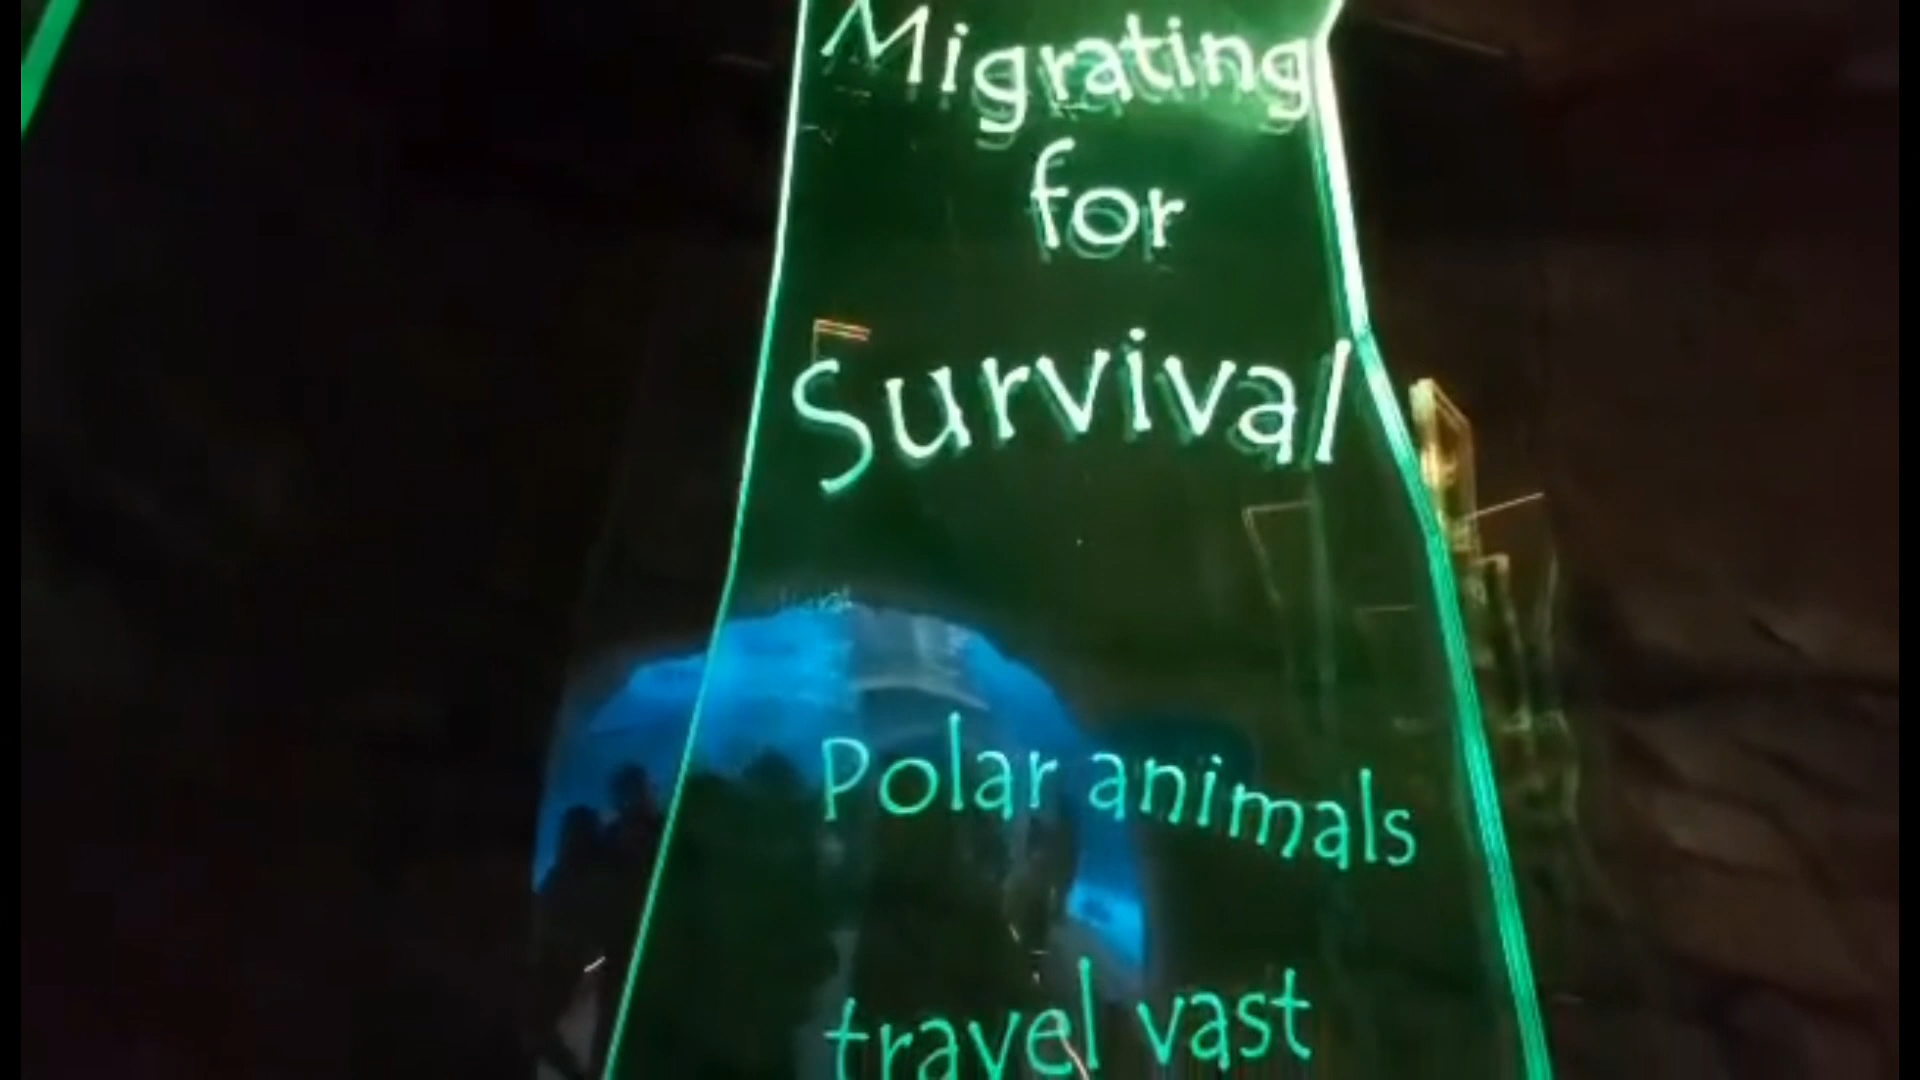 Migrating
for
Survival
Polar animals
travel vast